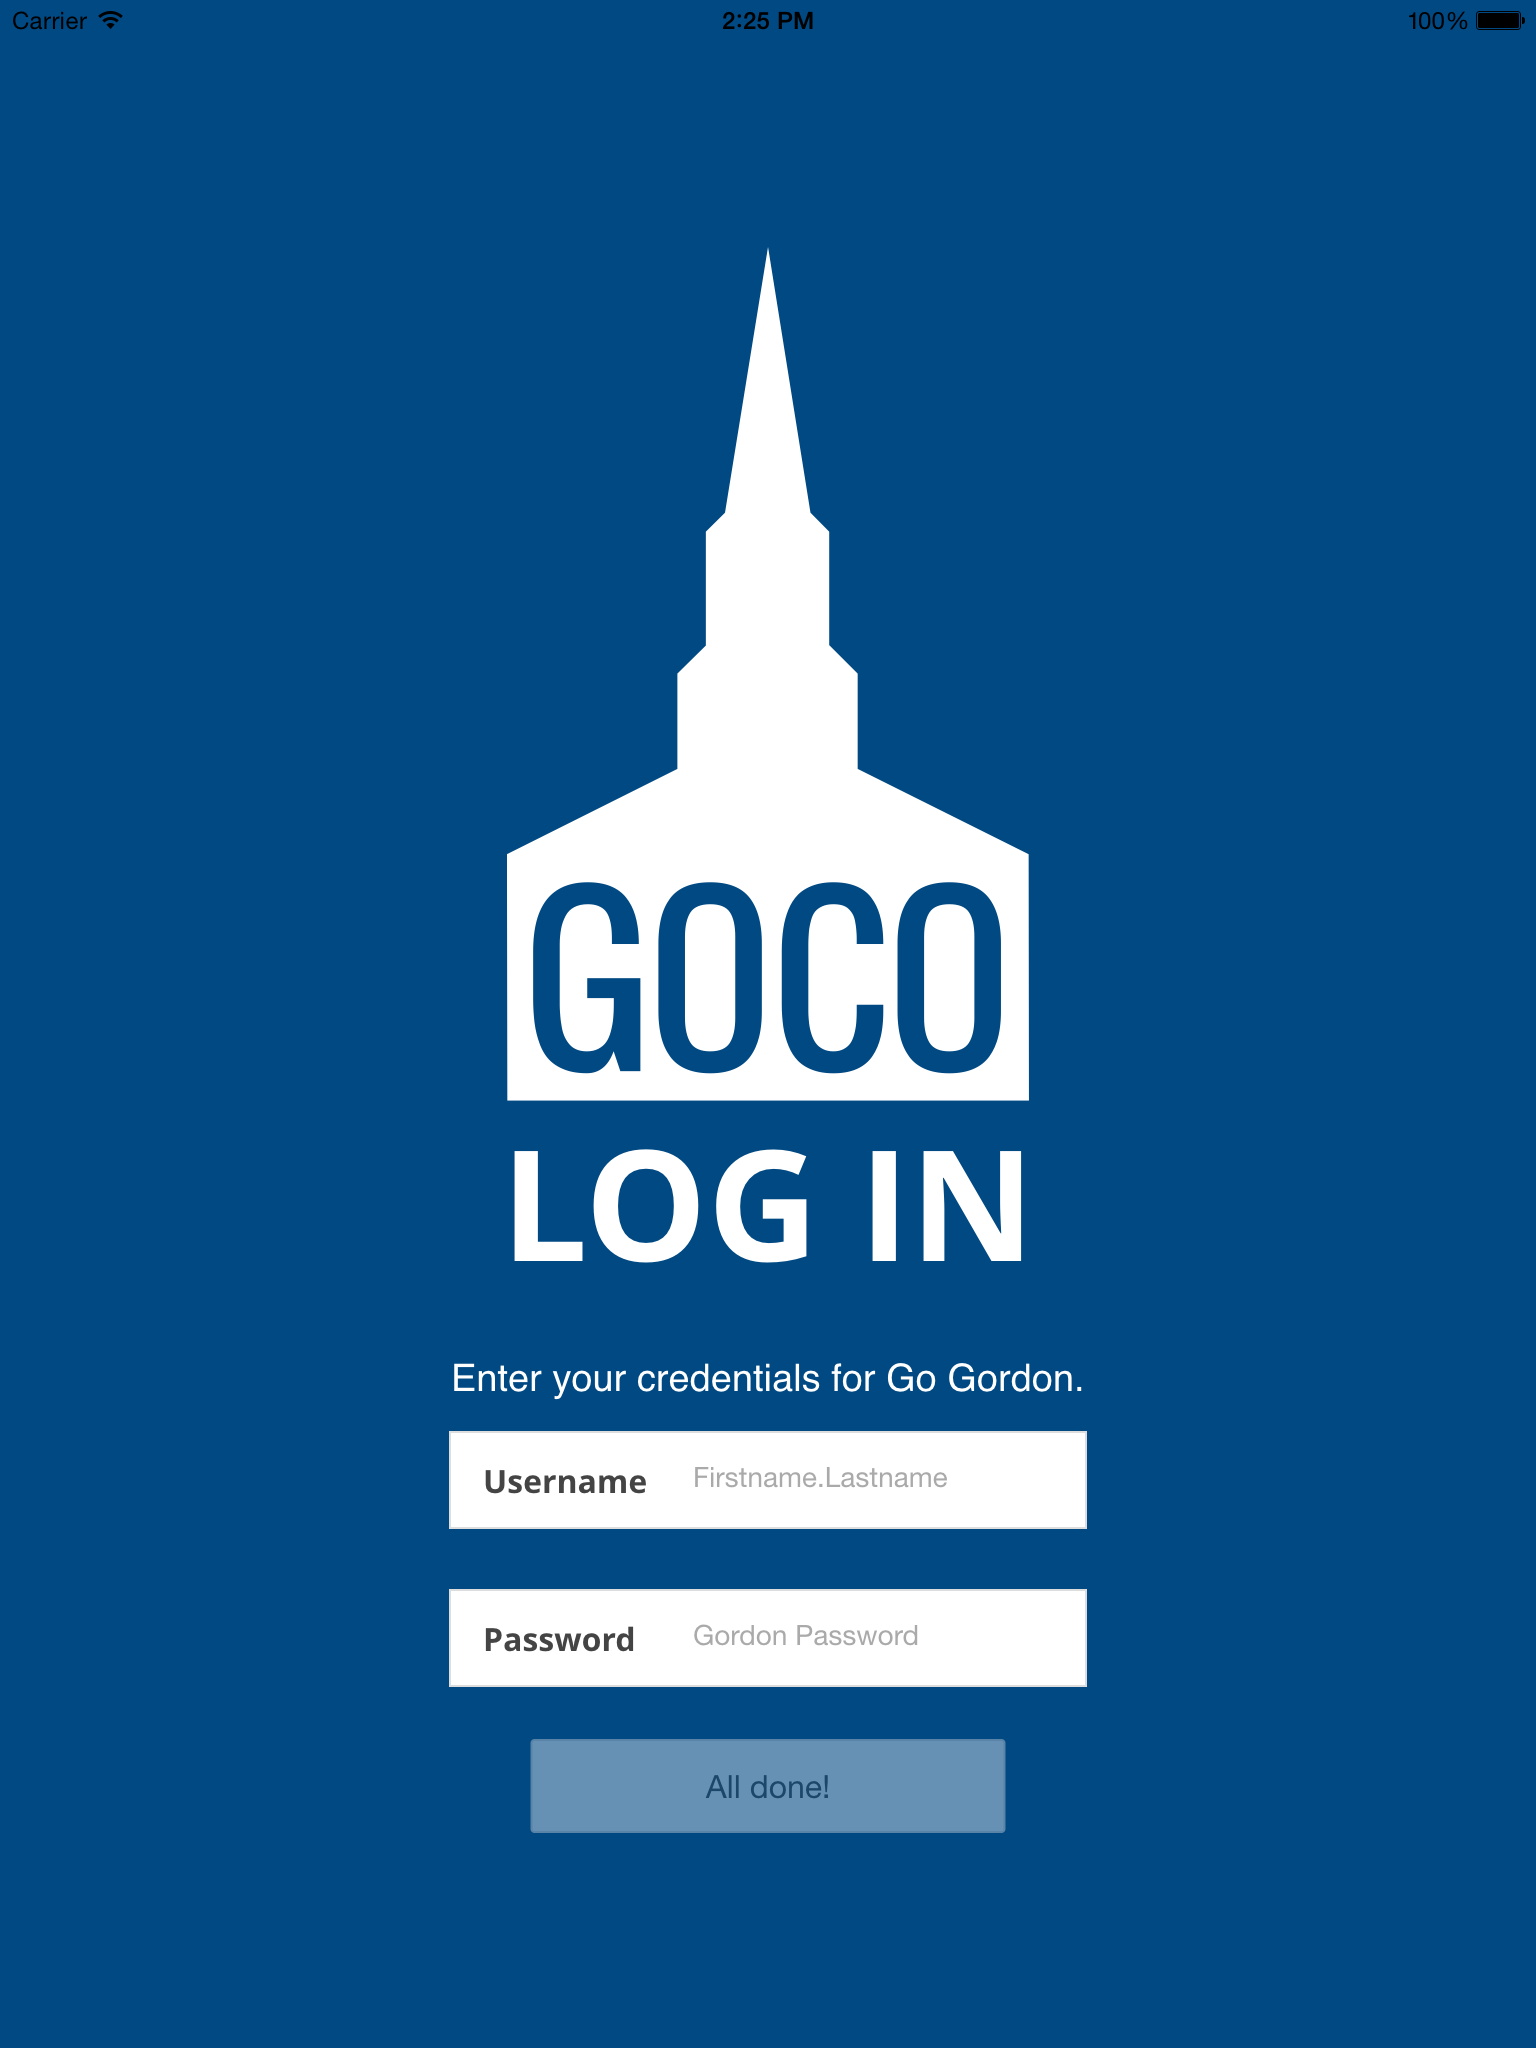 Carrier 2:25 PM 100%
GOCO
LOG IN
Enter your credentials for Go Gordon.
Username Firstname.Lastname
Password Gordon Password
All done!